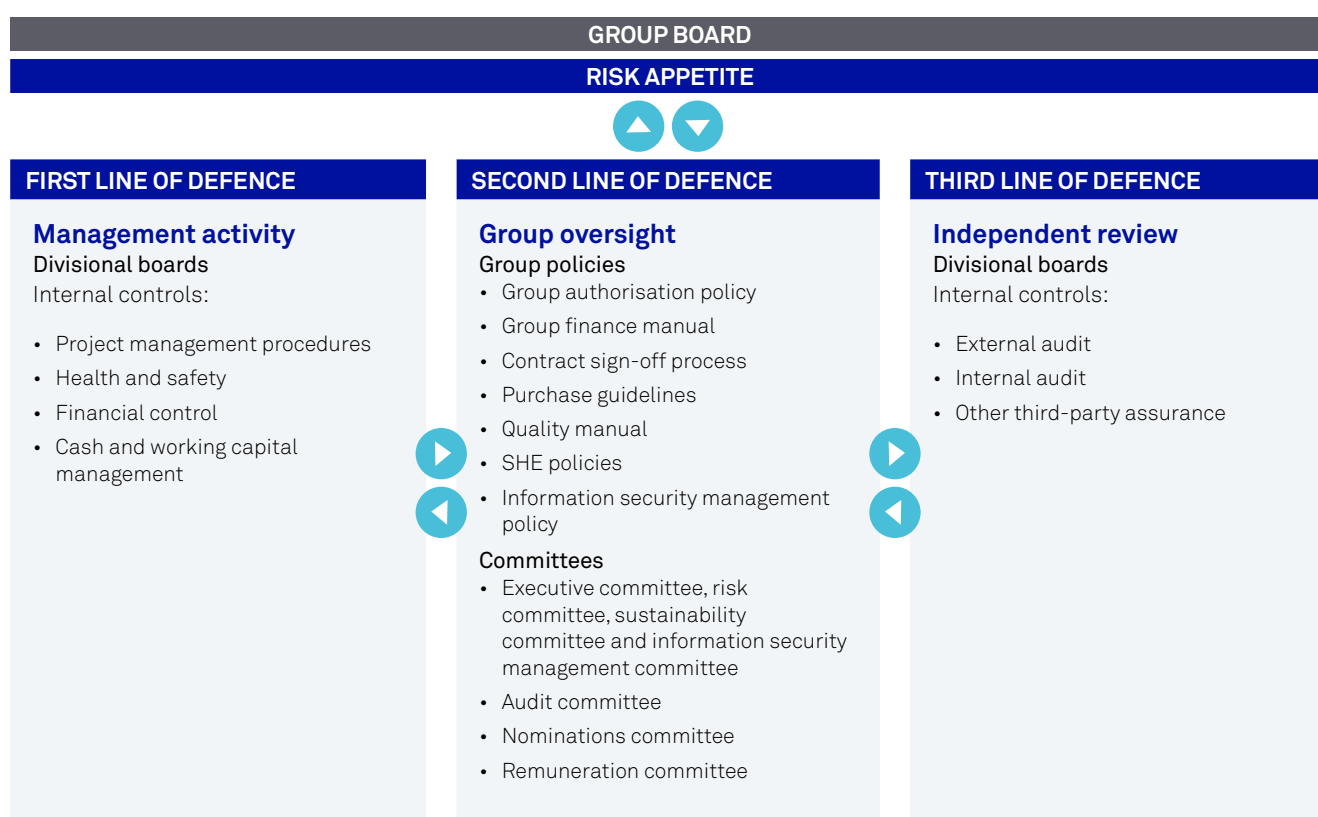 GROUP BOARD
RISK APPETITE
FIRST LINE OF DEFENCE
Management activity
Divisional boards
Internal controls:
• Project management procedures
• Health and safety
• Financial control
• Cash and working capital
management
SECOND LINE OF DEFENCE
Group oversight
Group policies
• Group authorisation policy
• Group finance manual
• Contract sign-off process
• Purchase guidelines
• Quality manual
• SHE policies
• Information security management
policy
Committees
• Executive committee, risk
committee, sustainability
committee and information security
management committee
• Audit committee
• Nominations committee
• Remuneration committee
THIRD LINE OF DEFENCE
Independent review
Divisional boards
Internal controls:
• External audit
• Internal audit
• Other third-party assurance